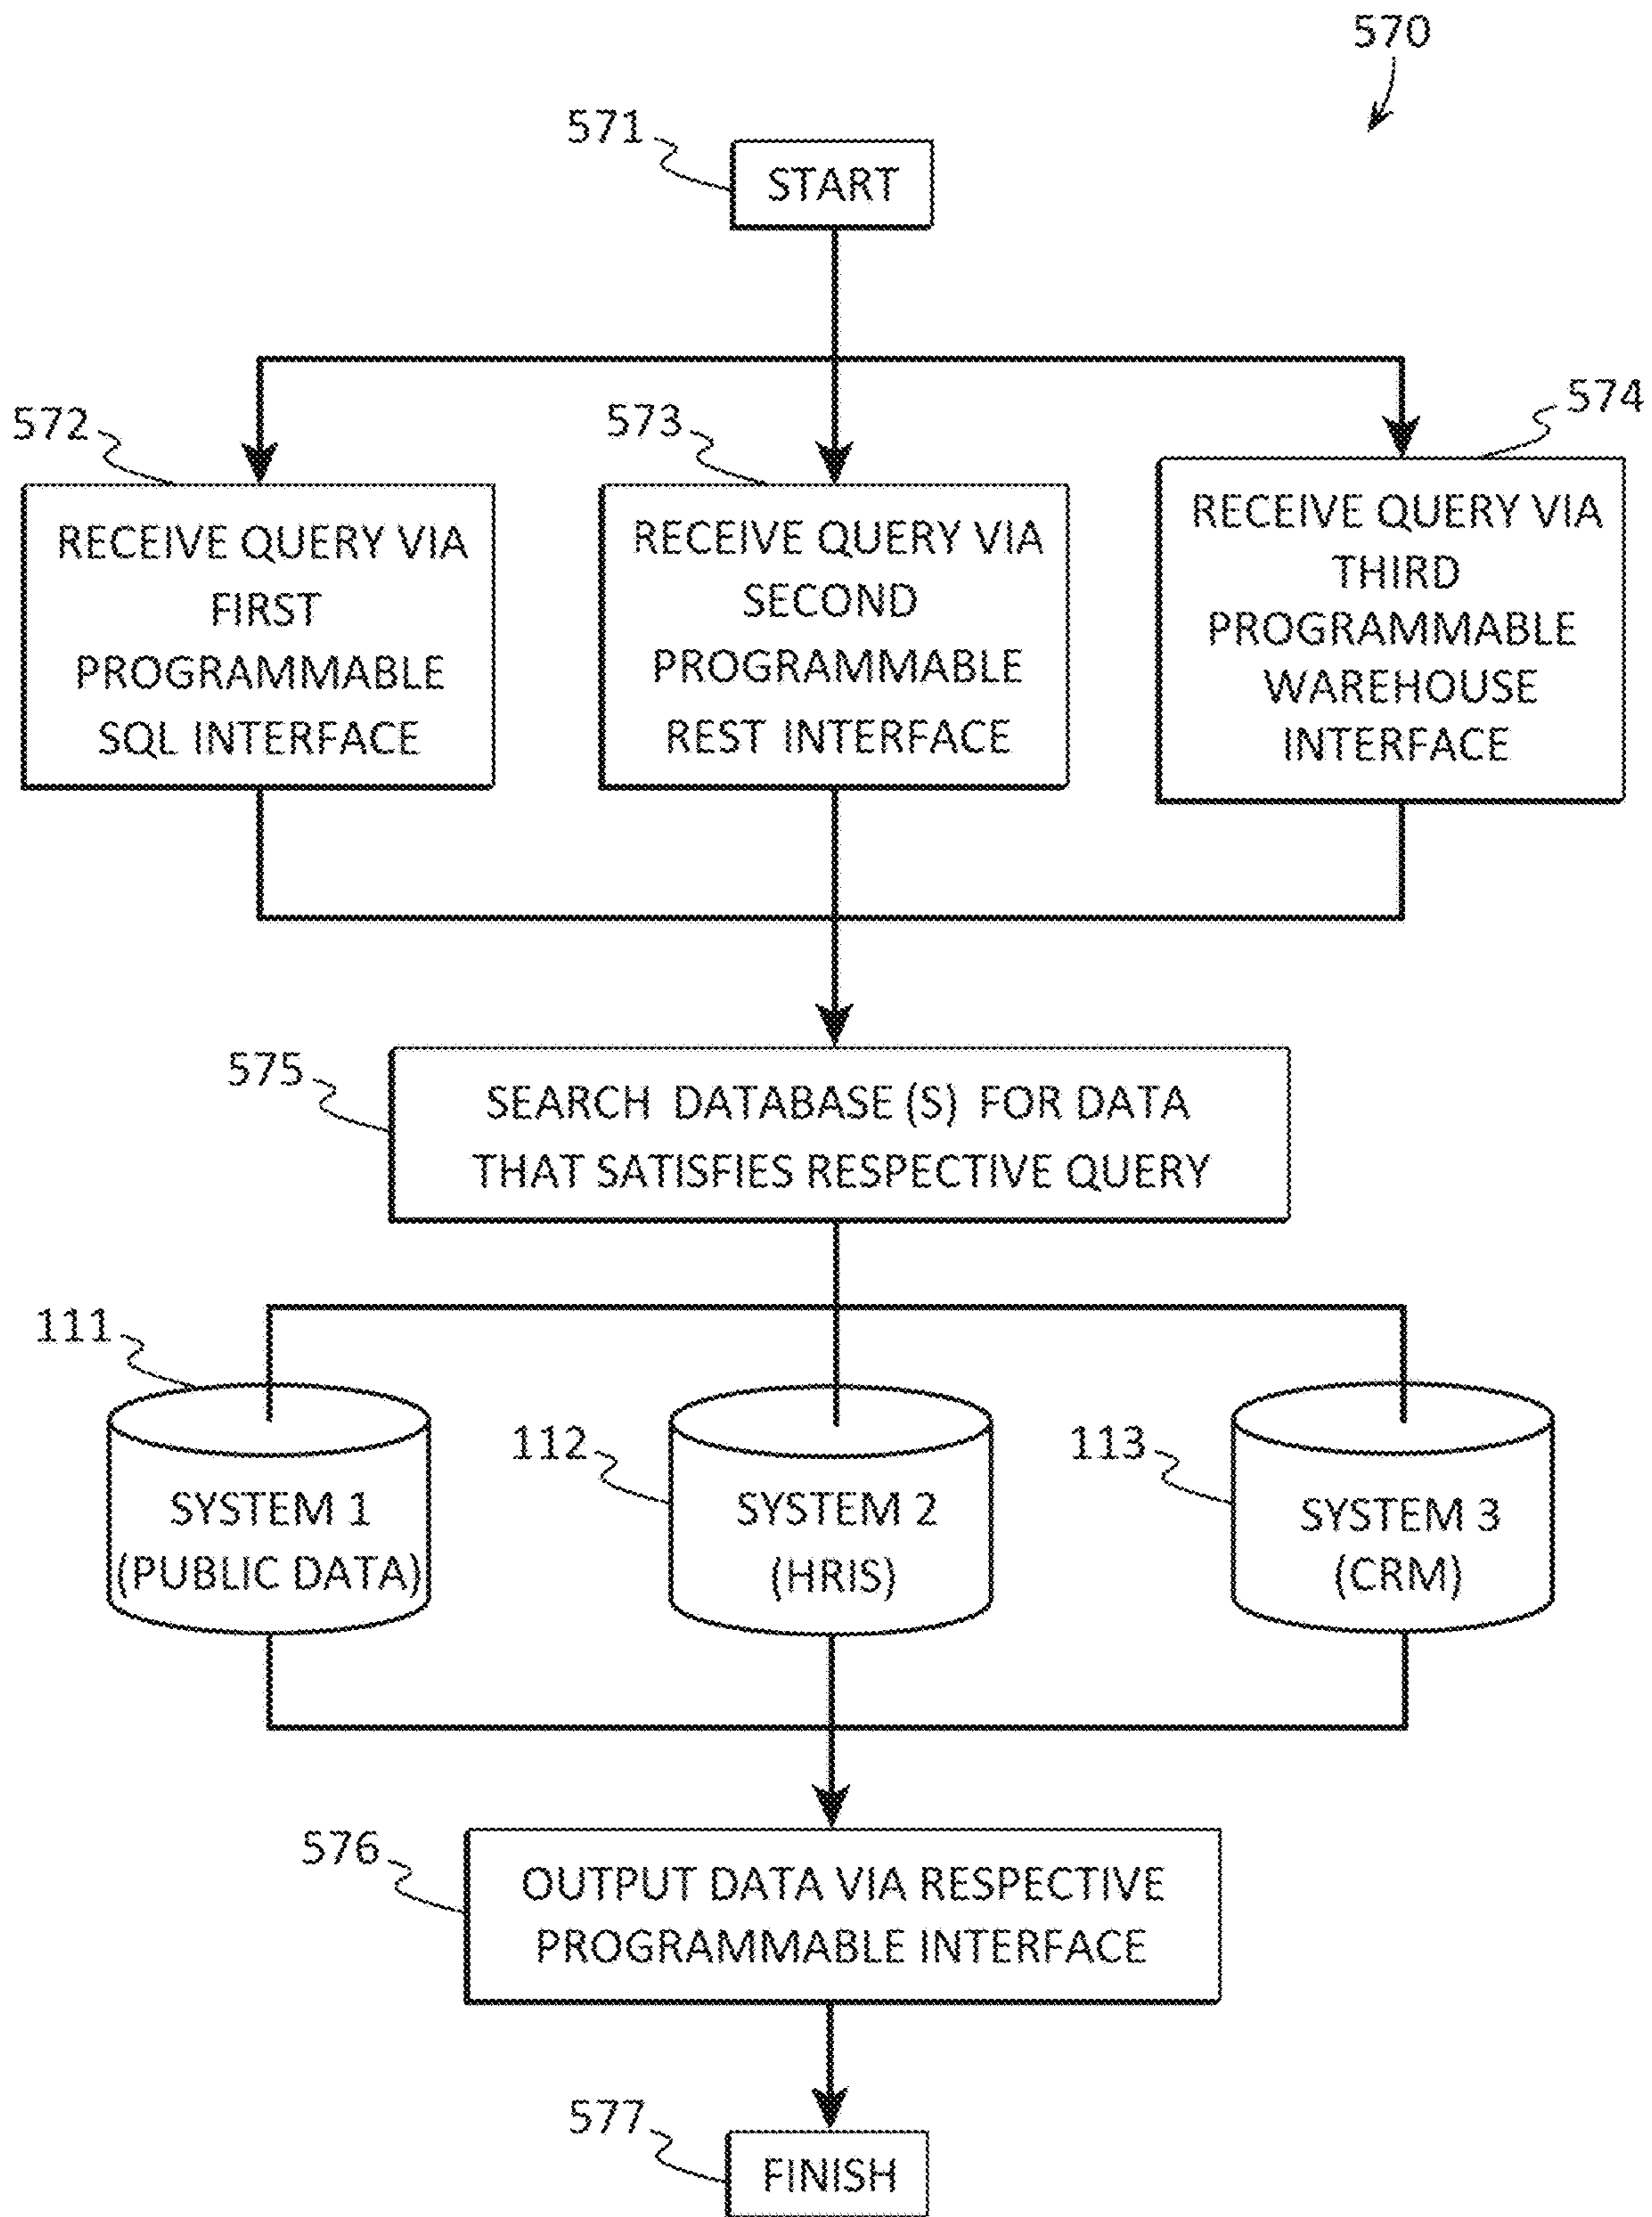 570
571
START
572
573
574
RECEIVE QUERY VIA
FIRST
PROGRAMMABLE
SQL INTERFACE
RECEIVE QUERY VIA
SECOND
PROGRAMMABLE
REST INTERFACE
RECEIVE QUERY VIA
THIRD
PROGRAMMABLE
WAREHOUSE
INTERFACE
575
SEARCH DATABASE (S) FOR DATA
THAT SATISFIES RESPECTIVE QUERY
111
SYSTEM 1
(PUBLIC DATA)
112
SYSTEM 2
(HRIS)
113
SYSTEM 3
(CRM)
576
OUTPUT DATA VIA RESPECTIVE
PROGRAMMABLE INTERFACE
577
FINISH